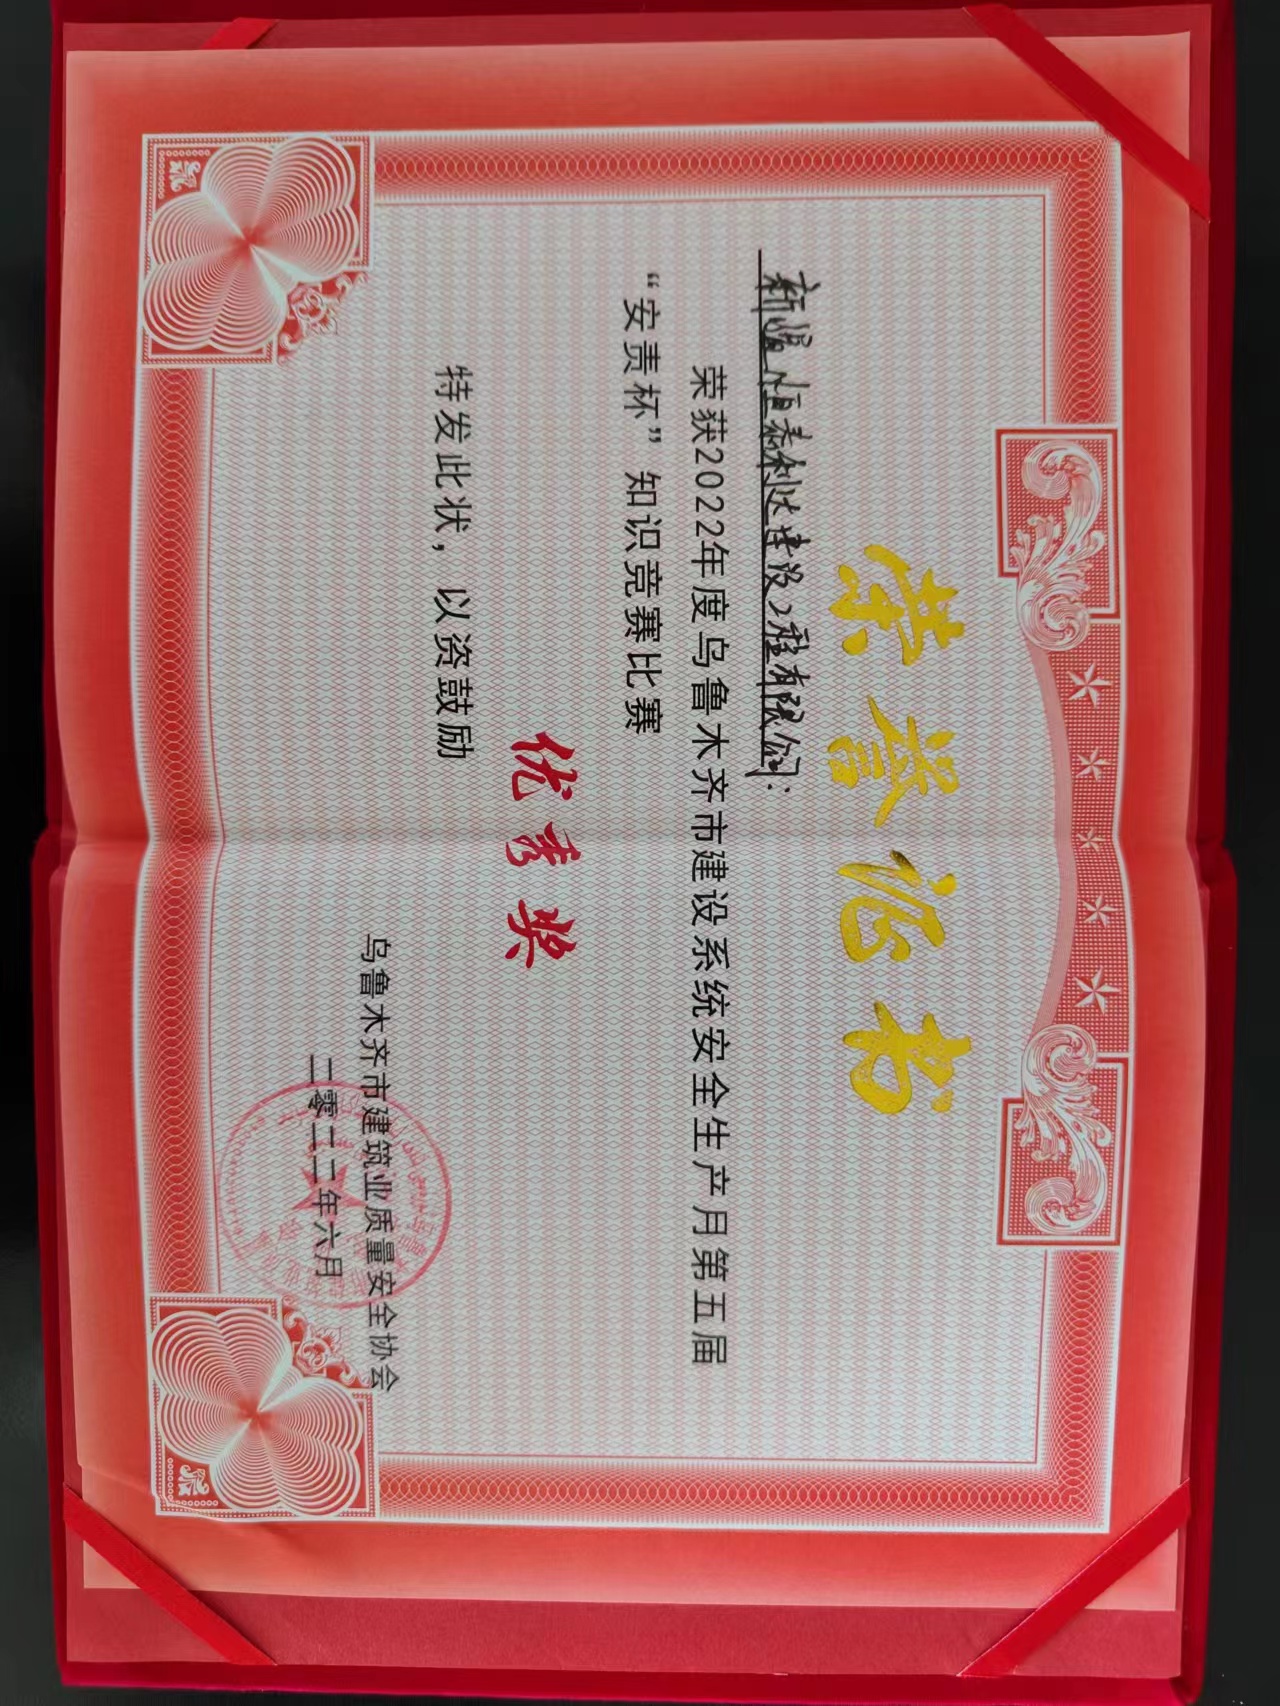 荣誉证书
新疆恒泰利达建设工程有限公司：
荣获2022年度乌鲁木齐市建设系统安全生产月第五届
“安责杯”知识竞赛比赛
优秀奖
特发此状，以资鼓励
乌鲁木齐市建筑业质量安全协会
二零二二年六月